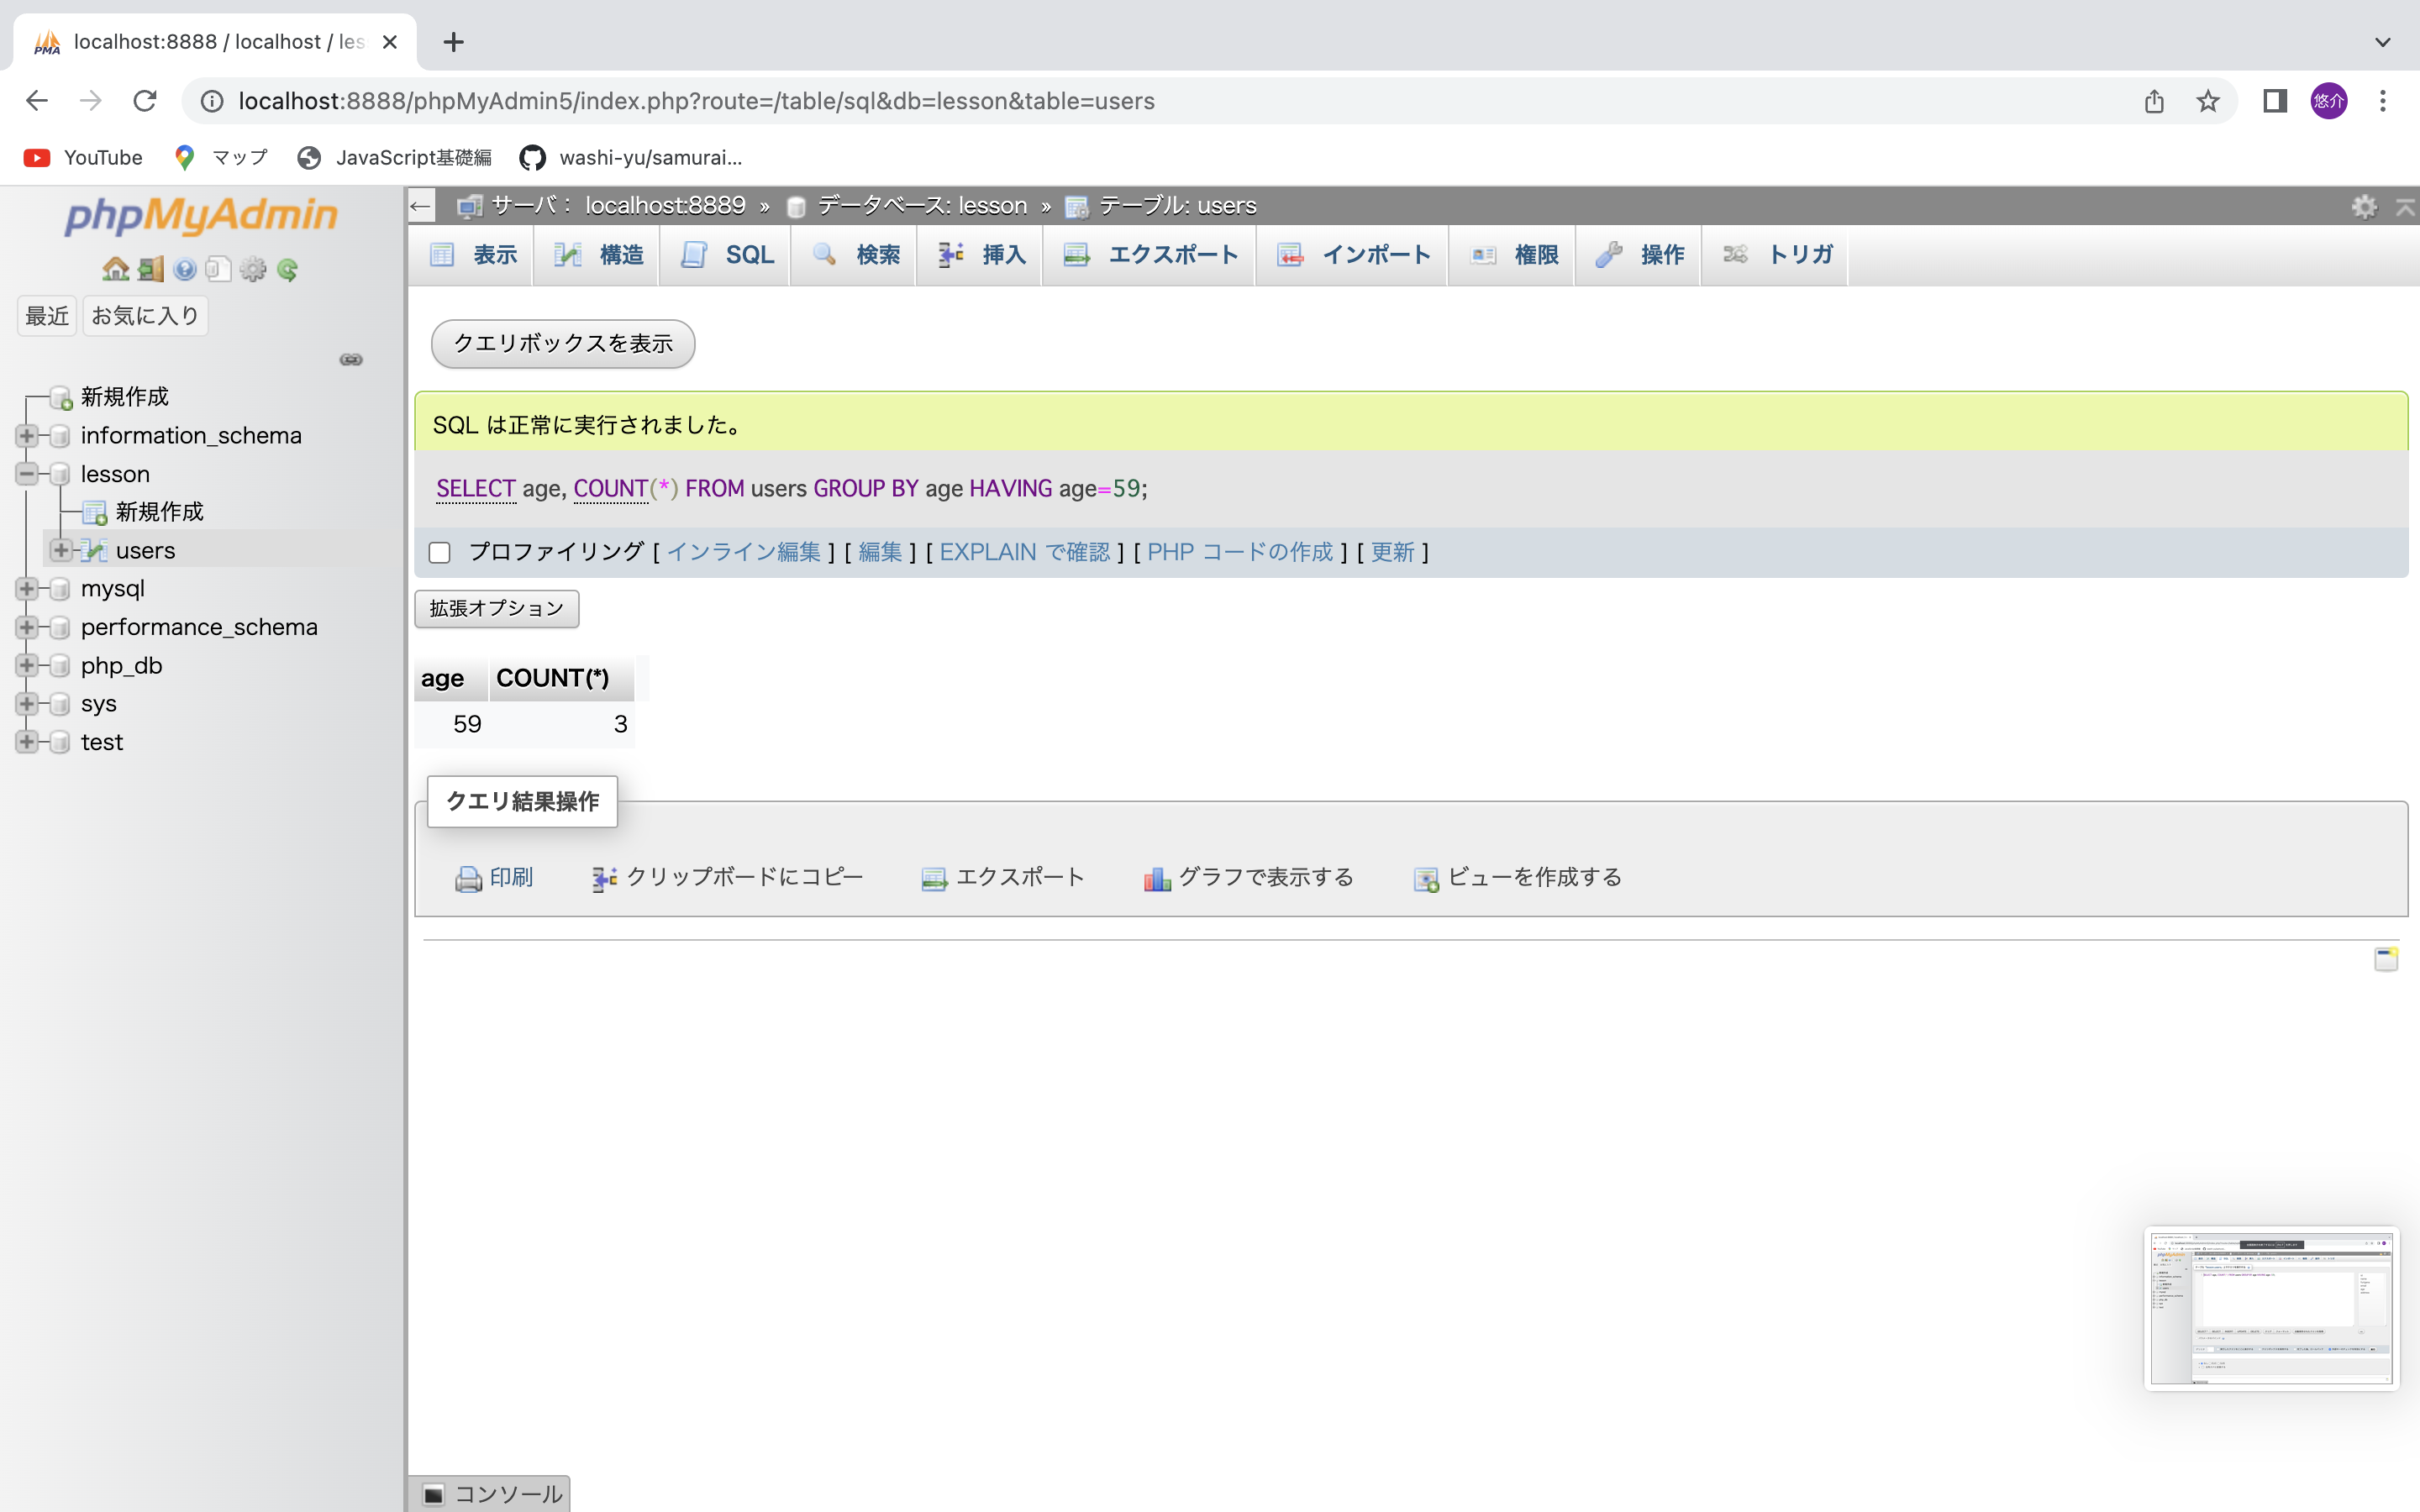 localhost:8888 / localhost / les
localhost:8888/phpMyAdmin5/index.php?route=/table/sql&db=lesson&table=users
悠介
YouTube
マップ
JavaScript基礎編
washi-yu/samurai...
phpMyAdmin
最近
お気に入り
新規作成
information_schema
lesson
新規作成
users
mysql
performance_schema
php_db
sys
test
サーバ： localhost:8889 » データベース: lesson » テーブル: users
表示
構造
SQL
検索
挿入
エクスポート
インポート
権限
操作
トリガ
クエリボックスを表示
SQL は正常に実行されました。
SELECT age, COUNT(*) FROM users GROUP BY age HAVING age=59;
プロファイリング [ インライン編集 ] [ 編集 ] [ EXPLAIN で確認 ] [ PHP コードの作成 ] [ 更新 ]
拡張オプション
age COUNT(*)
59 3
クエリ結果操作
印刷
クリップボードにコピー
エクスポート
グラフで表示する
ビューを作成する
コンソール